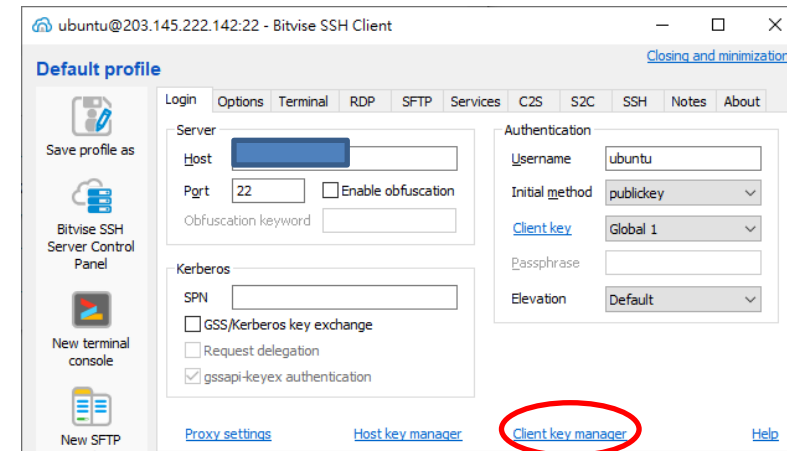 ubuntu@203.145.222.142:22 - Bitvise SSH Client
Closing and minimization
Default profile
Save profile as
Bitvise SSH
Server Control
Panel
New terminal
console
New SFTP
Login Options Terminal RDP SFTP Services C2S S2C SSH Notes About
Server
Host
Port 22 Enable obfuscation
Obfuscation keyword
Kerberos
SPN
GSS/Kerberos key exchange
Request delegation
gssapi-keyex authentication
Authentication
Username ubuntu
Initial method publickey
Client key Global 1
Passphrase
Elevation Default
Proxy settings Host key manager Client key manager Help